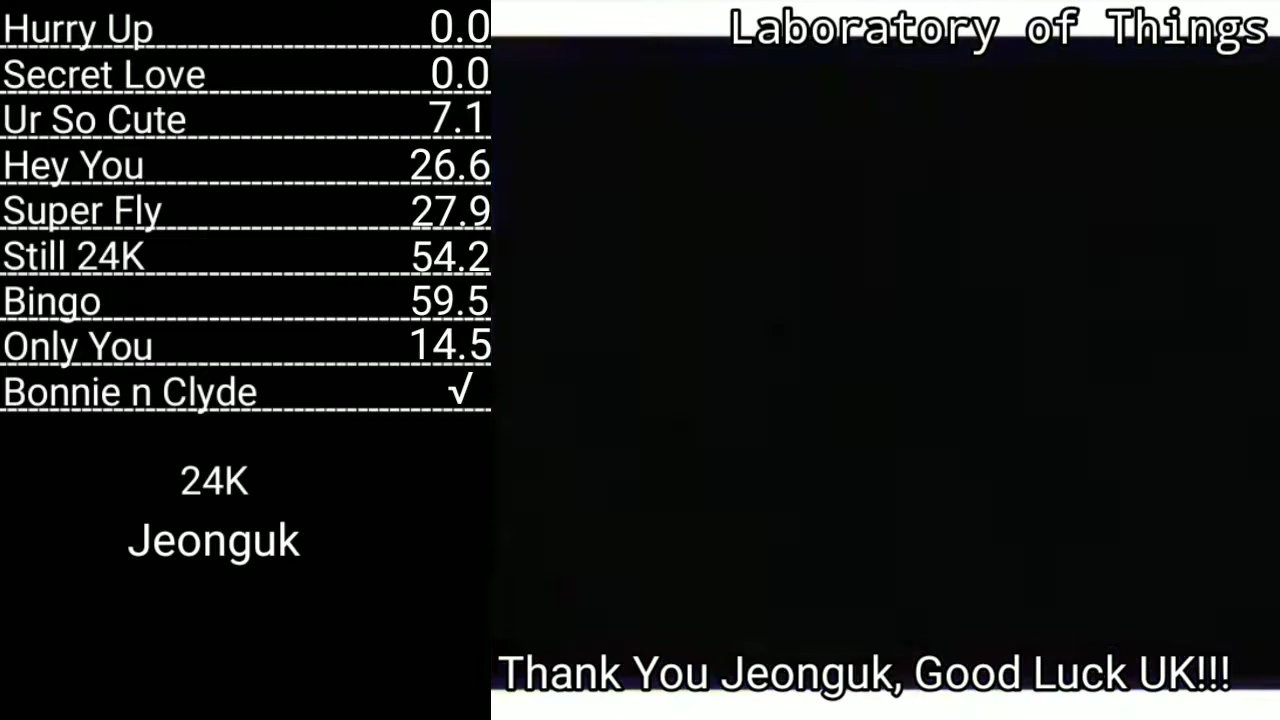 Hurry Up 0.0
Secret Love 0.0
Ur So Cute 7.1
Hey You 26.6
Super Fly 27.9
Still 24K 54.2
Bingo 59.5
Only You 14.5
Bonnie n Clyde √
24K
Jeonguk
Laboratory of Things
Thank You Jeonguk, Good Luck UK!!!